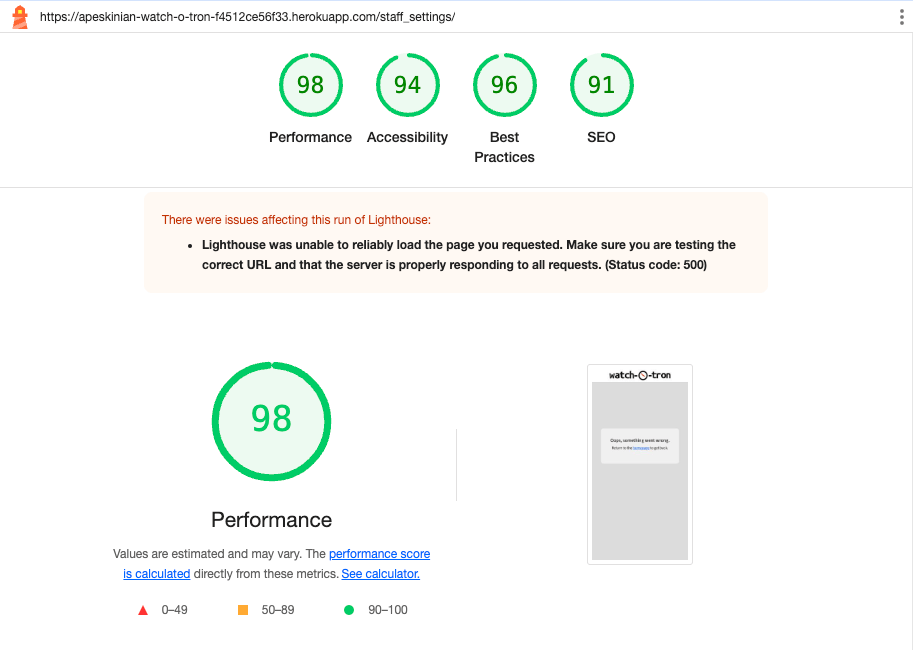 https://apeskinian-watch-o-tron-f4512ce56f33.herokuapp.com/staff_settings/
98
94
96
91
Performance
Accessibility
Best
Practices
SEO
There were issues affecting this run of Lighthouse:
• Lighthouse was unable to reliably load the page you requested. Make sure you are testing the
correct URL and that the server is properly responding to all requests. (Status code: 500)
98
watch-o-tron
Oops, something went wrong.
Return to the homepage to get back.
Performance
Values are estimated and may vary. The performance score
is calculated directly from these metrics. See calculator.
0–49
50–89
90–100